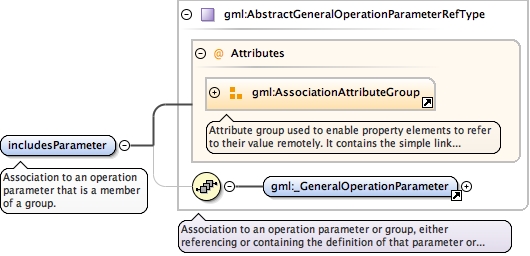 gml:AbstractGeneralOperationParameterRefType
@ Attributes
gml:AssociationAttributeGroup
Attribute group used to enable property elements to refer
to their value remotely. It contains the simple link...
includesParameter
Association to an operation
parameter that is a member
of a group.
gml:_GeneralOperationParameter
Association to an operation parameter or group, either
referencing or containing the definition of that parameter or...